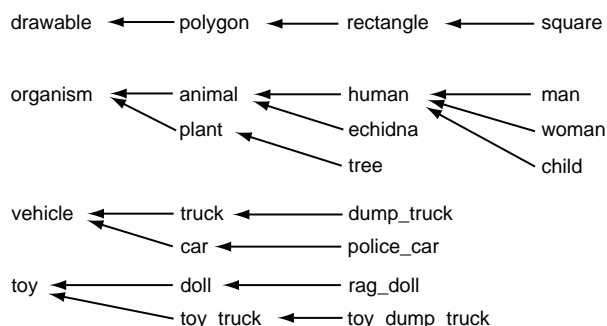 drawable polygon rectangle square
organism animal human man
plant echidna woman
tree child
vehicle truck dump_truck
car police_car
toy doll rag_doll
toy_truck toy_dump_truck